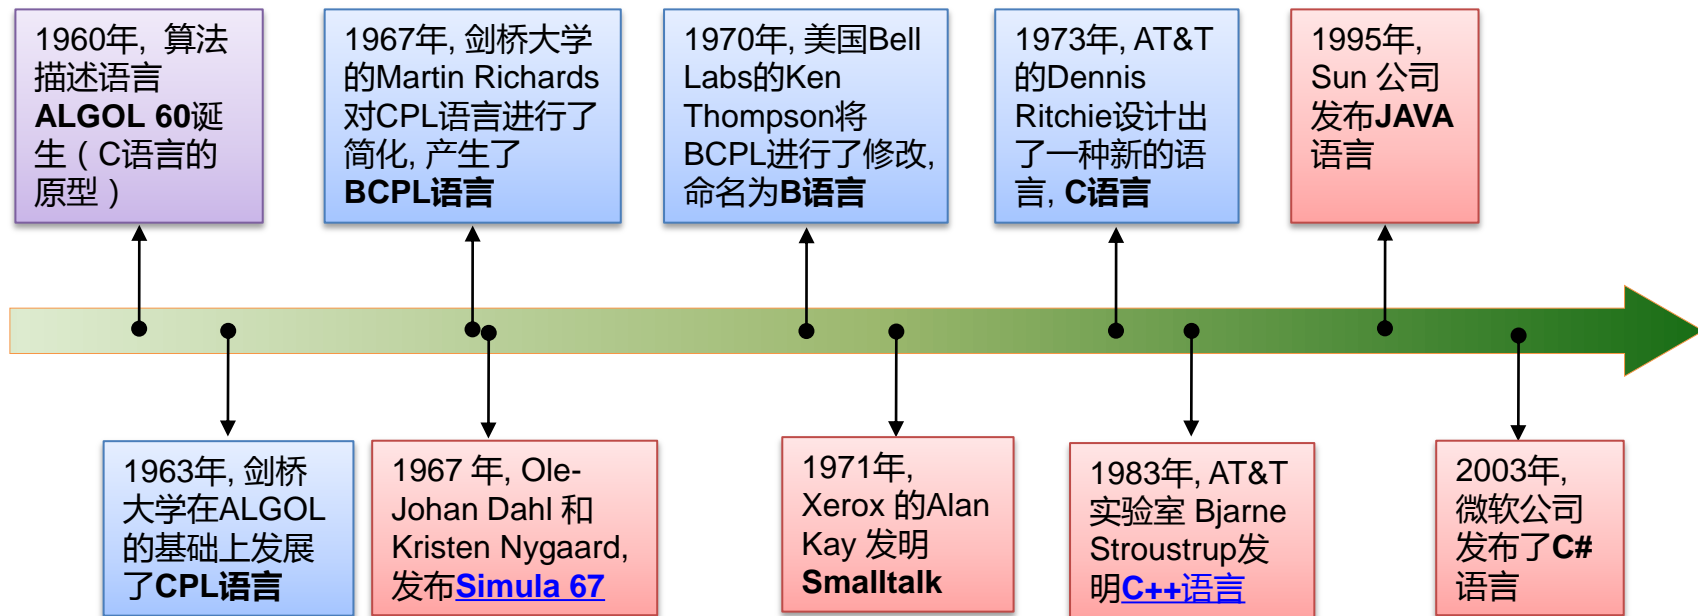 1960年, 算法
描述语言
ALGOL 60诞
生（C语言的
原型）
1967年, 剑桥大学
的Martin Richards
对CPL语言进行了
简化, 产生了
BCPL语言
1970年, 美国Bell
Labs的Ken
Thompson将
BCPL进行了修改,
命名为B语言
1973年, AT&T
的Dennis
Ritchie设计出
了一种新的语
言, C语言
1995年,
Sun 公司
发布JAVA
语言
1963年, 剑桥
大学在ALGOL
的基础上发展
了CPL语言
1967 年, Ole-
Johan Dahl 和
Kristen Nygaard,
发布Simula 67
1971年,
Xerox 的Alan
Kay 发明
Smalltalk
1983年, AT&T
实验室 Bjarne
Stroustrup发
明C++语言
2003年,
微软公司
发布了C#
语言